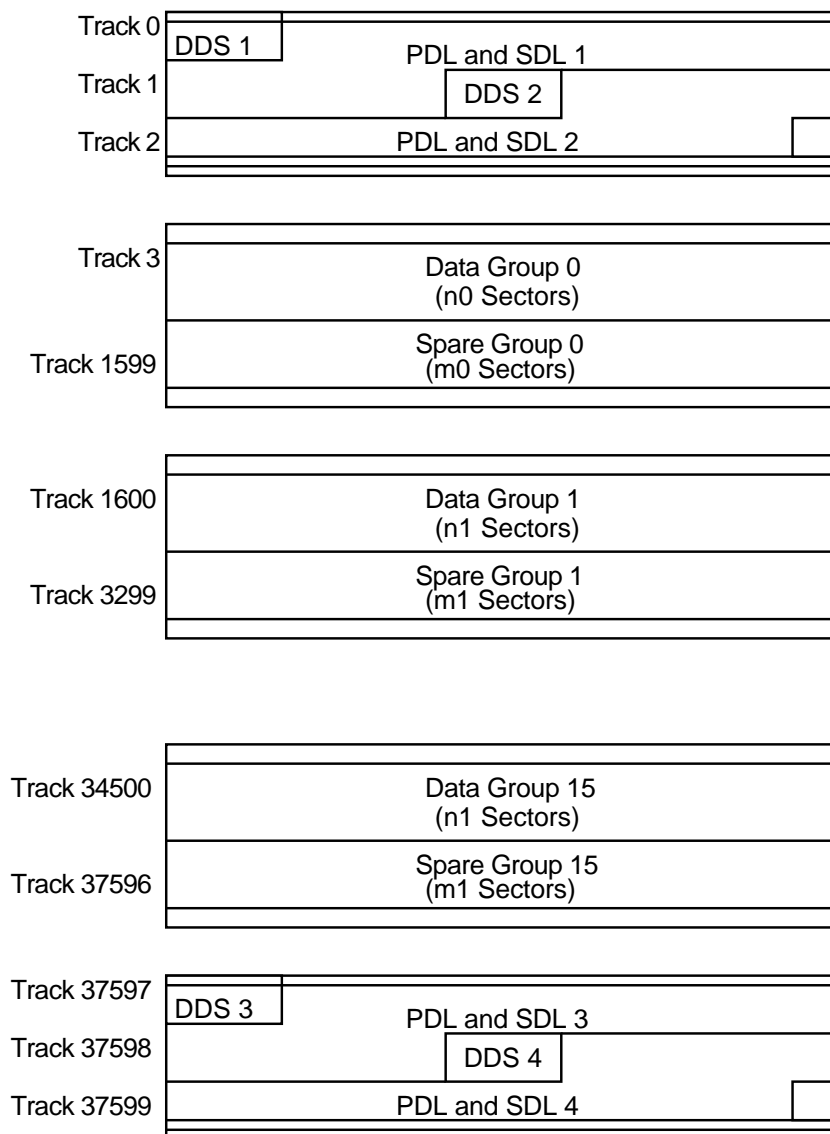 Track 0
DDS 1
PDL and SDL 1
Track 1
DDS 2
Track 2
PDL and SDL 2
Track 3
Data Group 0
(n0 Sectors)
Spare Group 0
Track 1599
(m0 Sectors)
Track 1600
Data Group 1
(n1 Sectors)
Spare Group 1
Track 3299
(m1 Sectors)
Track 34500
Data Group 15
(n1 Sectors)
Spare Group 15
Track 37596
(m1 Sectors)
Track 37597
DDS 3
PDL and SDL 3
Track 37598
DDS 4
Track 37599
PDL and SDL 4